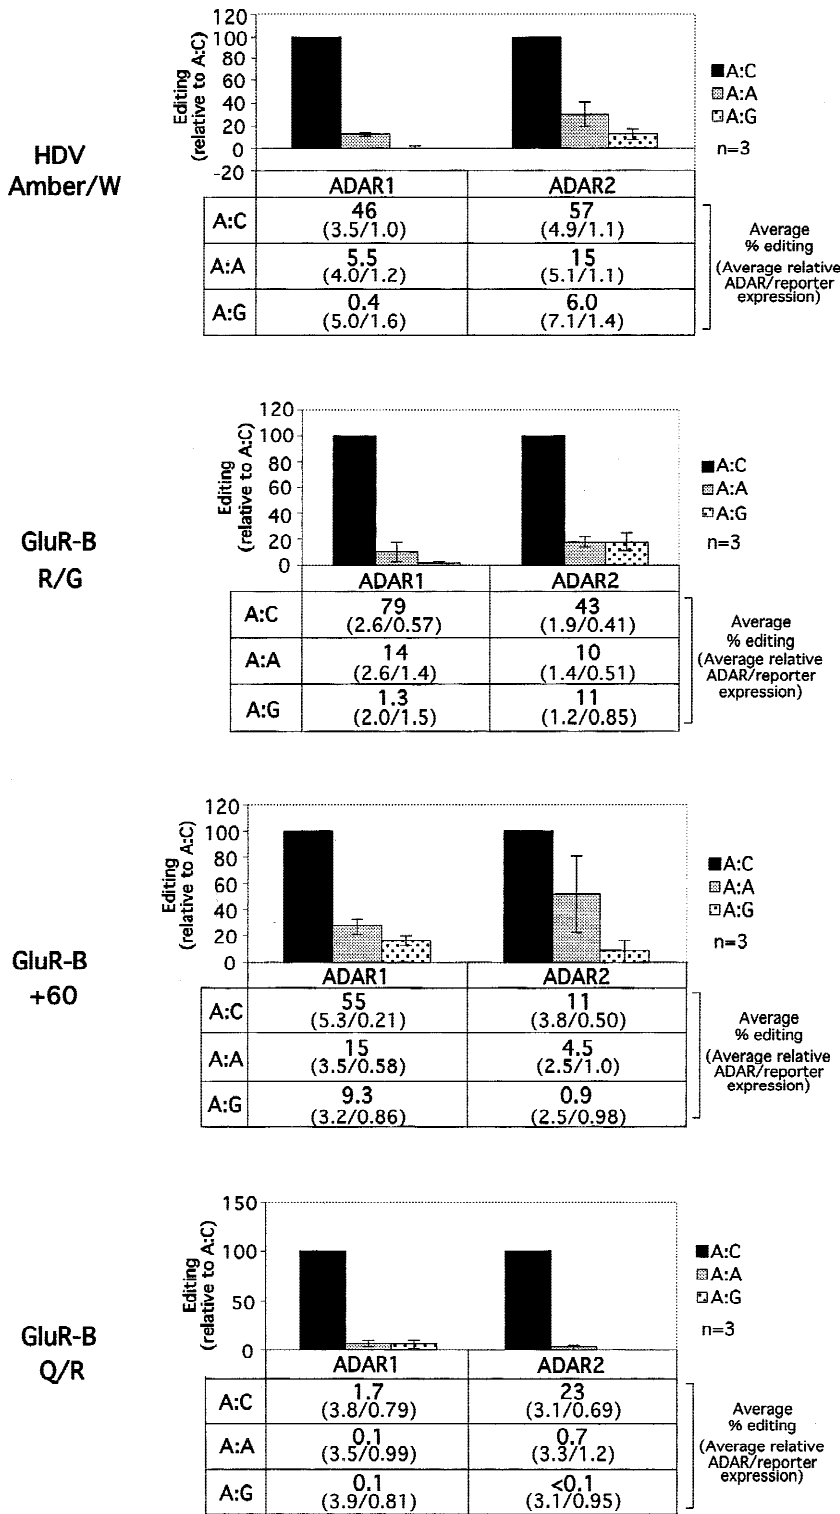 HDV
Amber/W
Editing
(relative to A:C)
120
100
80
60
40
20
0
-20
A:C
A:A
A:G
n=3
ADAR1 ADAR2
A:C 46 57
(3.5/1.0) (4.9/1.1)
A:A 5.5 15
(4.0/1.2) (5.1/1.1)
A:G 0.4 6.0
(5.0/1.6) (7.1/1.4)
Average
% editing
(Average relative
ADAR/reporter
expression)
GluR-B
R/G
Editing
(relative to A:C)
120
100
80
60
40
20
0
A:C
A:A
A:G
n=3
ADAR1 ADAR2
A:C 79 43
(2.6/0.57) (1.9/0.41)
A:A 14 10
(2.6/1.4) (1.4/0.51)
A:G 1.3 11
(2.0/1.5) (1.2/0.85)
Average
% editing
(Average relative
ADAR/reporter
expression)
GluR-B
+60
Editing
(relative to A:C)
120
100
80
60
40
20
0
A:C
A:A
A:G
n=3
ADAR1 ADAR2
A:C 55 11
(5.3/0.21) (3.8/0.50)
A:A 15 4.5
(3.5/0.58) (2.5/1.0)
A:G 9.3 0.9
(3.2/0.86) (2.5/0.98)
Average
% editing
(Average relative
ADAR/reporter
expression)
GluR-B
Q/R
Editing
(relative to A:C)
150
100
50
0
A:C
A:A
A:G
n=3
ADAR1 ADAR2
A:C 1.7 23
(3.8/0.79) (3.1/0.69)
A:A 0.1 0.7
(3.5/0.99) (3.3/1.2)
A:G 0.1 <0.1
(3.9/0.81) (3.1/0.95)
Average
% editing
(Average relative
ADAR/reporter
expression)